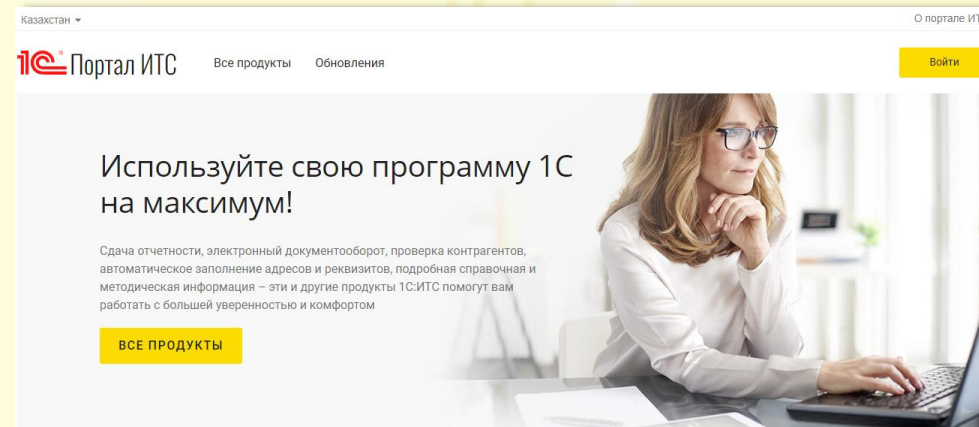 Казахстан
О портале ИТ
1С® Портал ИТС
Все продукты
Обновления
Войти
Используйте свою программу 1С
на максимум!
Сдача отчетности, электронный документооборот, проверка контрагентов,
автоматическое заполнение адресов и реквизитов, подробная справочная и
методическая информация – эти и другие продукты 1С:ИТС помогут вам
работать с большей уверенностью и комфортом
ВСЕ ПРОДУКТЫ